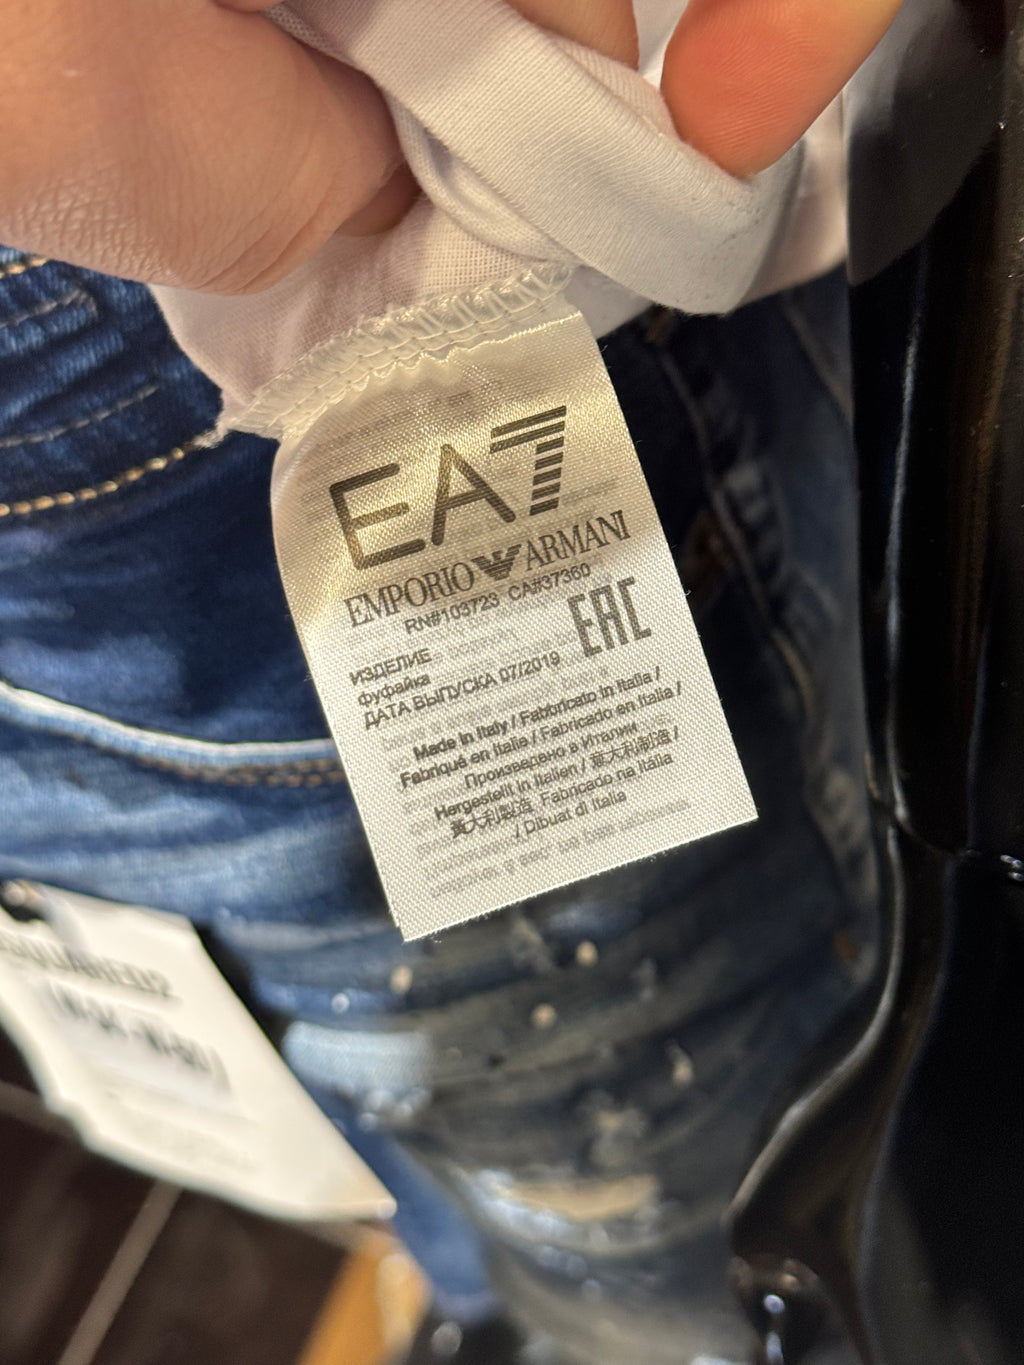 EA7
EMPORIO ARMANI
RN#103723 CA#37360
EAC
ИЗДЕЛИЕ
фуфайка
ДАТА ВЫПУСКА 07/2019
Made in Italy / Fabbricato in Italia /
Fabriqué en Italie / Fabricado en Italia /
Произведено в Италии
Hergestellt in Italien / 意大利制造 /
義大利製造 Fabricado na Itália
/ Dibuat di Italia